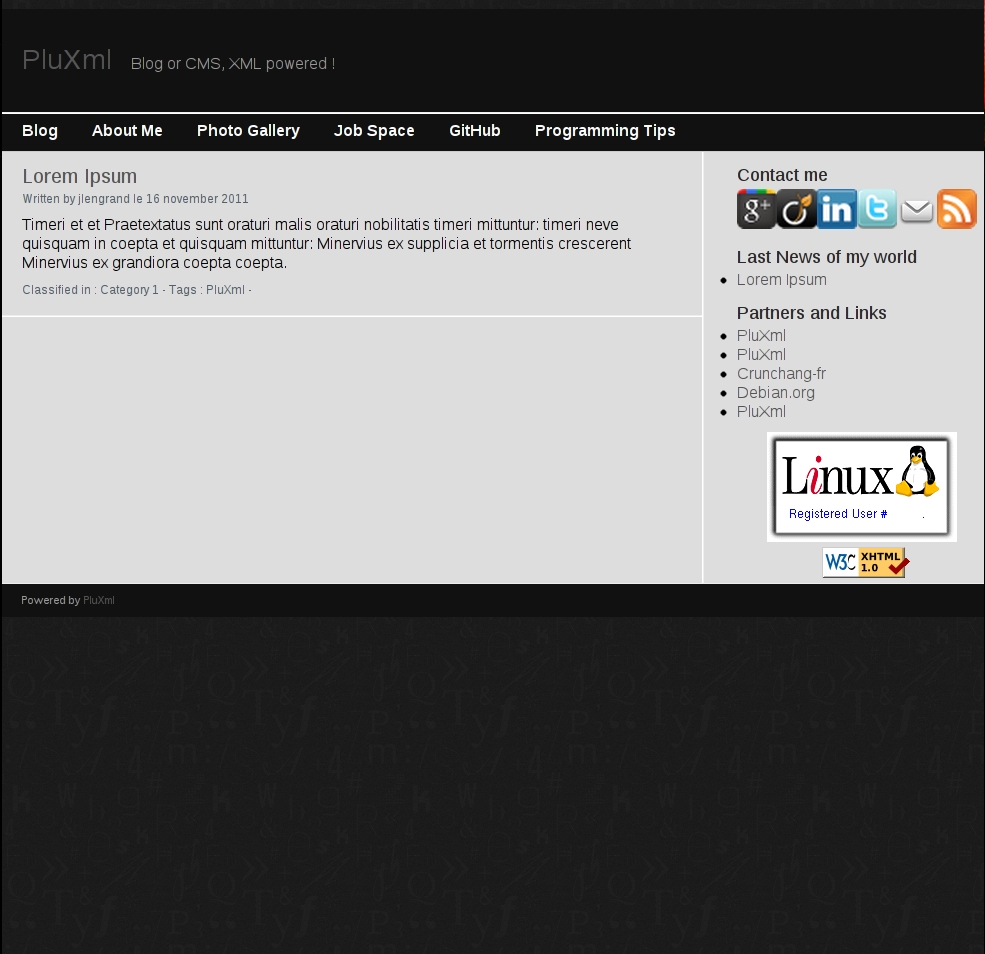 PluXml Blog or CMS, XML powered !
Blog About Me Photo Gallery Job Space GitHub Programming Tips
Lorem Ipsum
Written by jlengrand le 16 november 2011
Timeri et et Praetextatus sunt oraturi malis oraturi nobilitatis timeri mittuntur: timeri neve
quisquam in coepta et quisquam mittuntur: Minervius ex supplicia et tormentis crescerent
Minervius ex grandiora coepta coepta.
Classified in : Category 1 - Tags : PluXml -
Contact me
g+ in t
Last News of my world
Lorem Ipsum
Partners and Links
PluXml
PluXml
Crunchang-fr
Debian.org
PluXml
Linux
Registered User # .
W3C XHTML
1.0
Powered by PluXml